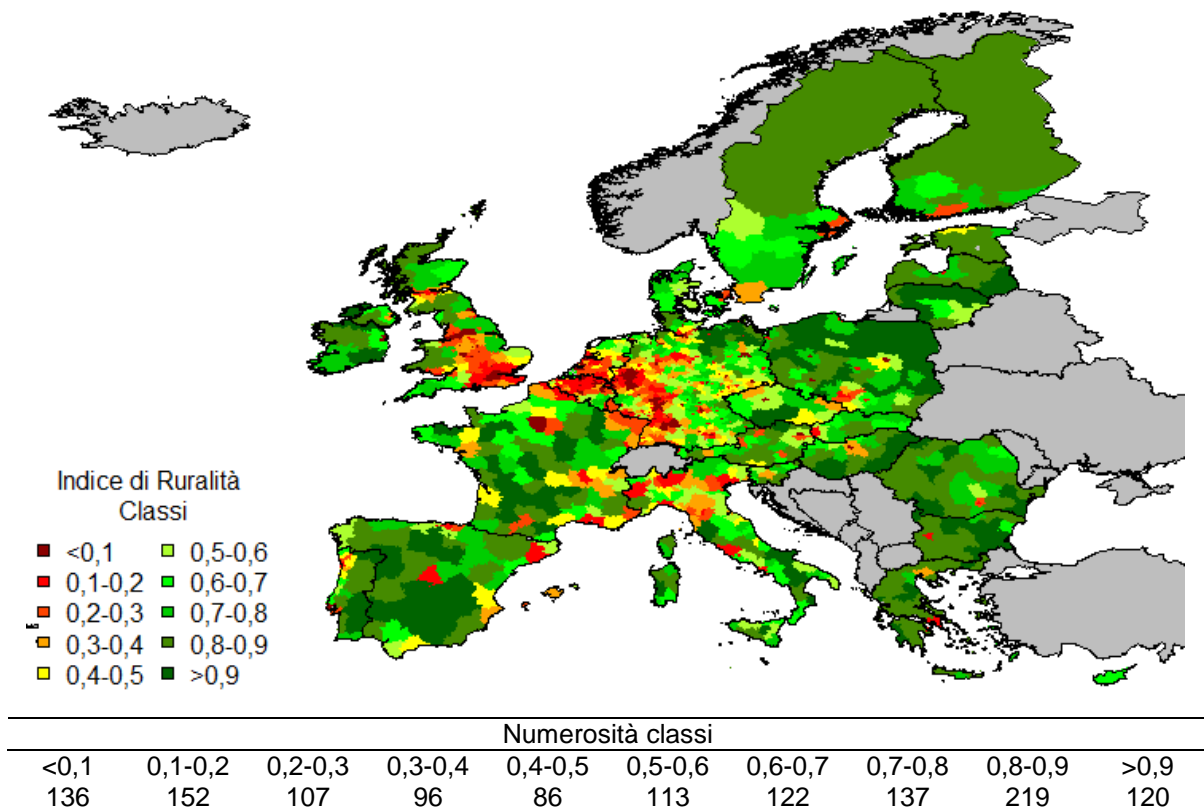 Indice di Ruralità
Classi
<0,1 0,5-0,6
0,1-0,2 0,6-0,7
0,2-0,3 0,7-0,8
0,3-0,4 0,8-0,9
0,4-0,5 >0,9
Numerosità classi
<0,1 0,1-0,2 0,2-0,3 0,3-0,4 0,4-0,5 0,5-0,6 0,6-0,7 0,7-0,8 0,8-0,9 >0,9
136 152 107 96 86 113 122 137 219 120